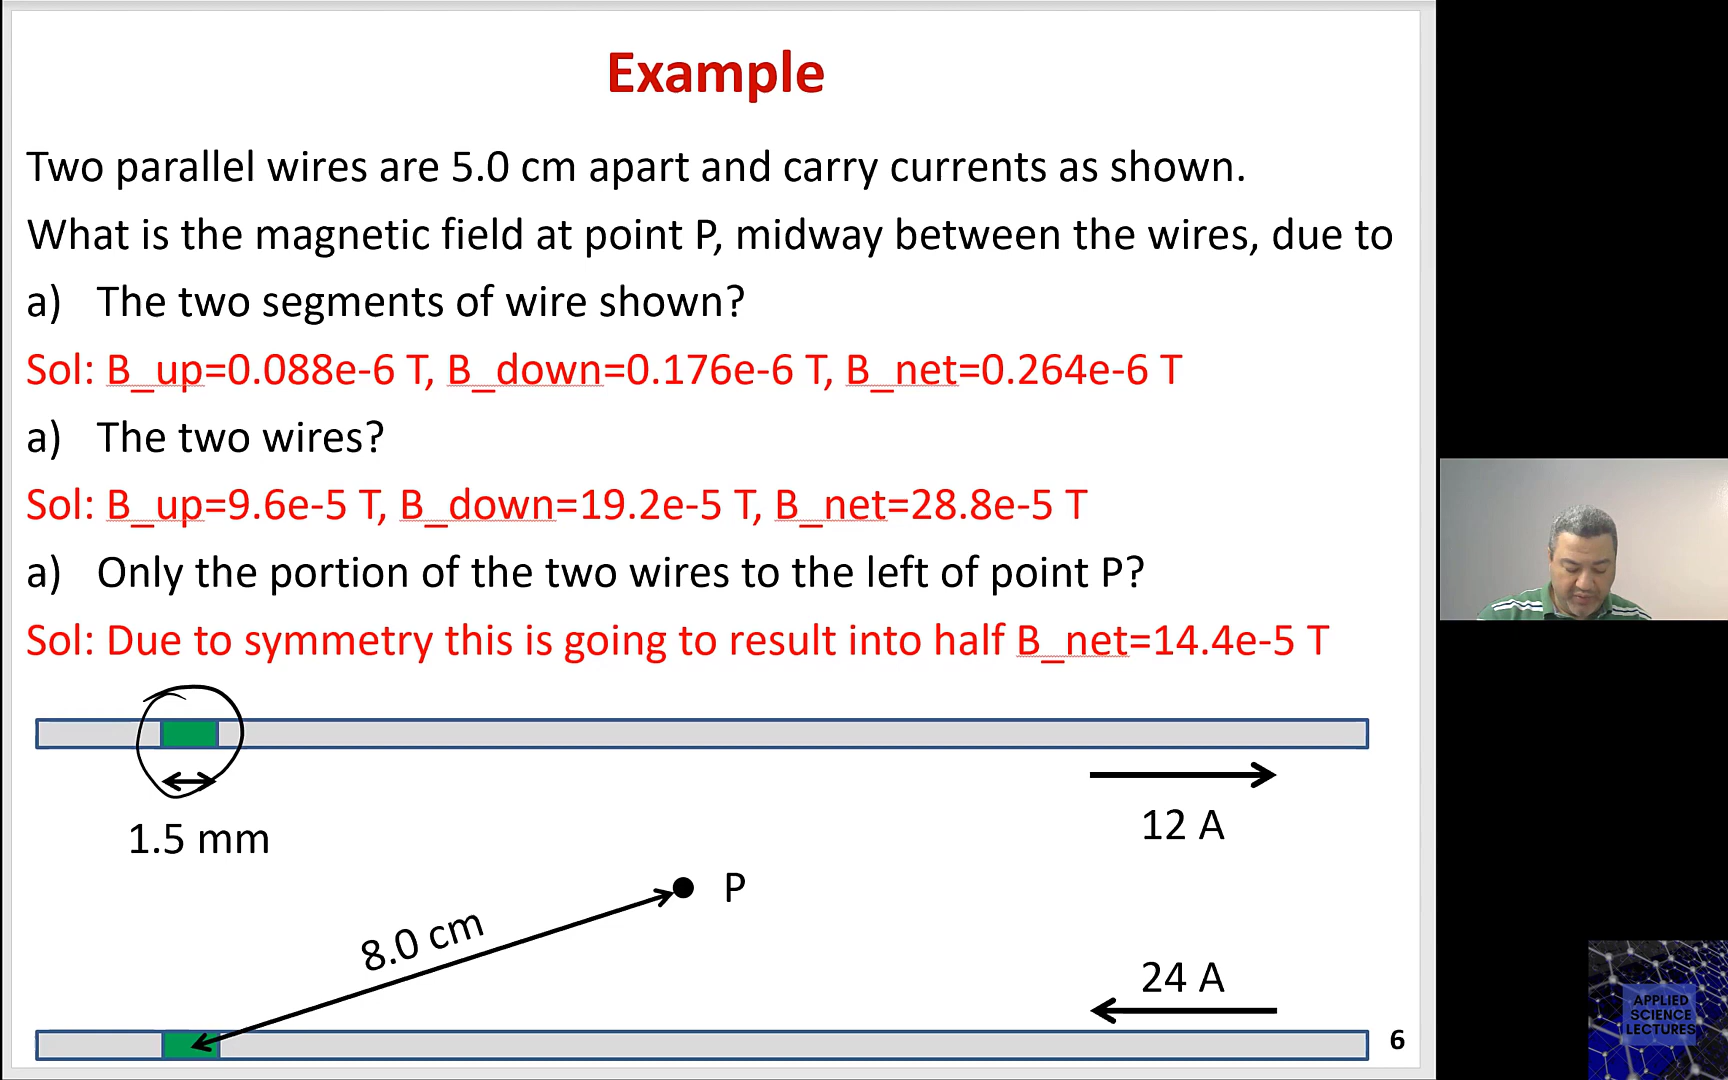 Example
Two parallel wires are 5.0 cm apart and carry currents as shown.
What is the magnetic field at point P, midway between the wires, due to
a) The two segments of wire shown?
Sol: B_up=0.088e-6 T, B_down=0.176e-6 T, B_net=0.264e-6 T
a) The two wires?
Sol: B_up=9.6e-5 T, B_down=19.2e-5 T, B_net=28.8e-5 T
a) Only the portion of the two wires to the left of point P?
Sol: Due to symmetry this is going to result into half B_net=14.4e-5 T
1.5 mm
12 A
P
8.0 cm
24 A
6
APPLIED
SCIENCE
LECTURES